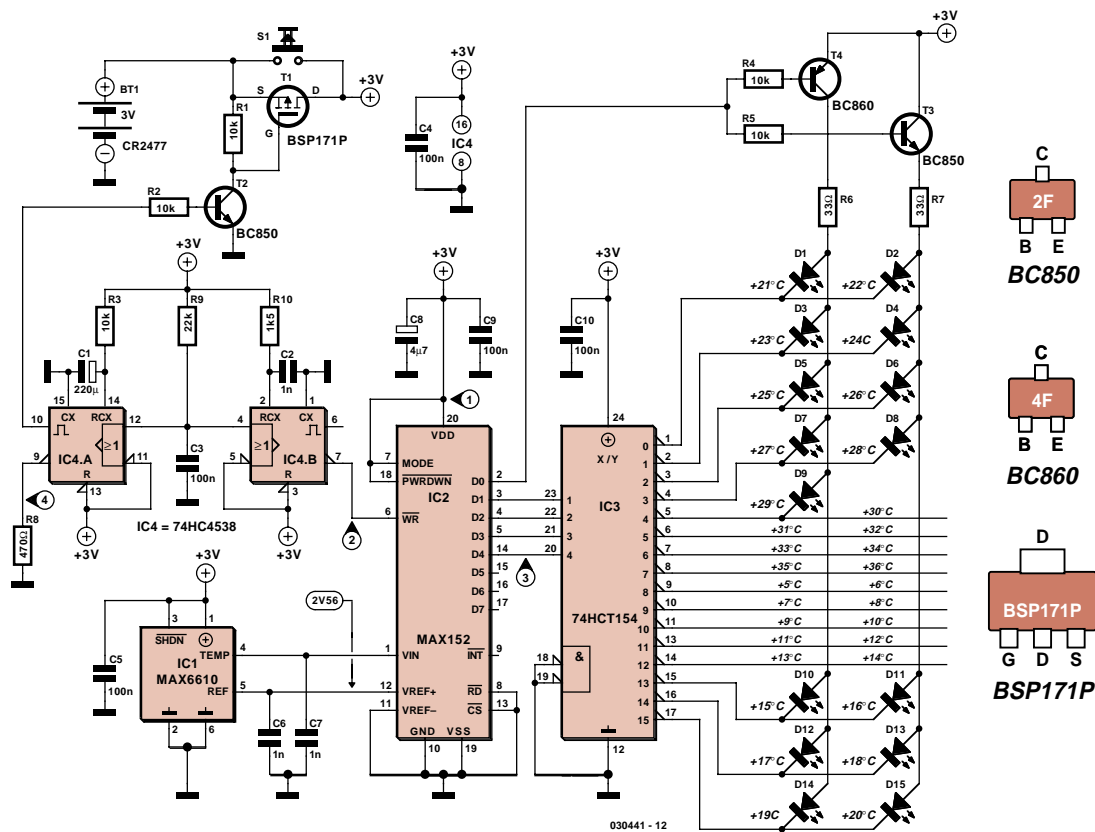 S1
+3V
BT1
3V
CR2477
R1
10k
S
T1
D
+3V
G
BSP171P
C4
100n
16
IC4
8
+3V
R4
10k
T4
BC860
R5
10k
T3
BC850
R2
10k
T2
BC850
R6
33Ω
R7
33Ω
C
2F
B E
BC850
C
4F
B E
BC860
D
BSP171P
G D S
BSP171P
+3V
R3
10k
R9
22k
R10
1k5
C1
220µ
C2
1n
15
14
CX
RCX
10
12
≥1
IC4.A
9
11
R
13
4
+3V
R8
470Ω
C3
100n
2
1
RCX
CX
4
6
≥1
IC4.B
5
7
R
3
+3V
2
IC4 = 74HC4538
+3V
C8
4µ7
C9
100n
1
20
VDD
7
MODE
18
PWRDWN
IC2
6
WR
D0
2
D1
3
D2
4
D3
5
D4
14
D5
15
D6
16
D7
17
MAX152
1
VIN
INT
9
12
VREF+
RD
8
11
VREF–
CS
13
GND
VSS
10
19
2V56
3
+3V
3
1
SHDN
TEMP
4
IC1
MAX6610
REF
5
2
6
C5
100n
C6
1n
C7
1n
+3V
C10
100n
24
X /Y
IC3
23
1
22
2
21
3
20
4
74HCT154
18
19
&
12
0
1
1
2
2
3
3
4
4
5
5
6
6
7
7
8
8
9
9
10
10
11
11
13
12
14
13
15
14
16
15
17
D1
+21°C
D2
+22°C
D3
+23°C
D4
+24C
D5
+25°C
D6
+26°C
D7
+27°C
D8
+28°C
D9
+29°C
+30°C
+31°C
+32°C
+33°C
+34°C
+35°C
+36°C
+5°C
+6°C
+7°C
+8°C
+9°C
+10°C
+11°C
+12°C
+13°C
+14°C
D10
+15°C
D11
+16°C
D12
+17°C
D13
+18°C
D14
+19C
D15
+20°C
030441 - 12